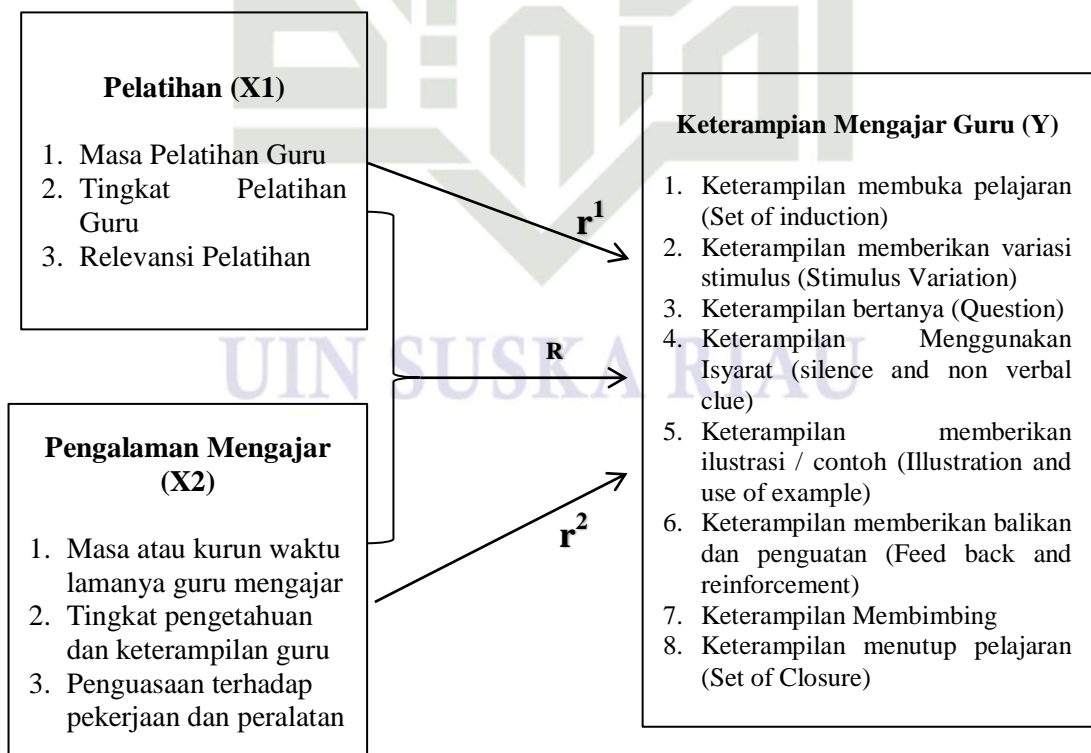 Pelatihan (X1)
1. Masa Pelatihan Guru
2. Tingkat Pelatihan
Guru
3. Relevansi Pelatihan
Pengalaman Mengajar
(X2)
1. Masa atau kurun waktu
lamanya guru mengajar
2. Tingkat pengetahuan
dan keterampilan guru
3. Penguasaan terhadap
pekerjaan dan peralatan
r¹
R
r²
Keterampian Mengajar Guru (Y)
1. Keterampilan membuka pelajaran
(Set of induction)
2. Keterampilan memberikan variasi
stimulus (Stimulus Variation)
3. Keterampilan bertanya (Question)
4. Keterampilan Menggunakan
Isyarat (silence and non verbal
clue)
5. Keterampilan memberikan
ilustrasi / contoh (Illustration and
use of example)
6. Keterampilan memberikan balikan
dan penguatan (Feed back and
reinforcement)
7. Keterampilan Membimbing
8. Keterampilan menutup pelajaran
(Set of Closure)
UIN SUSKA RIAU